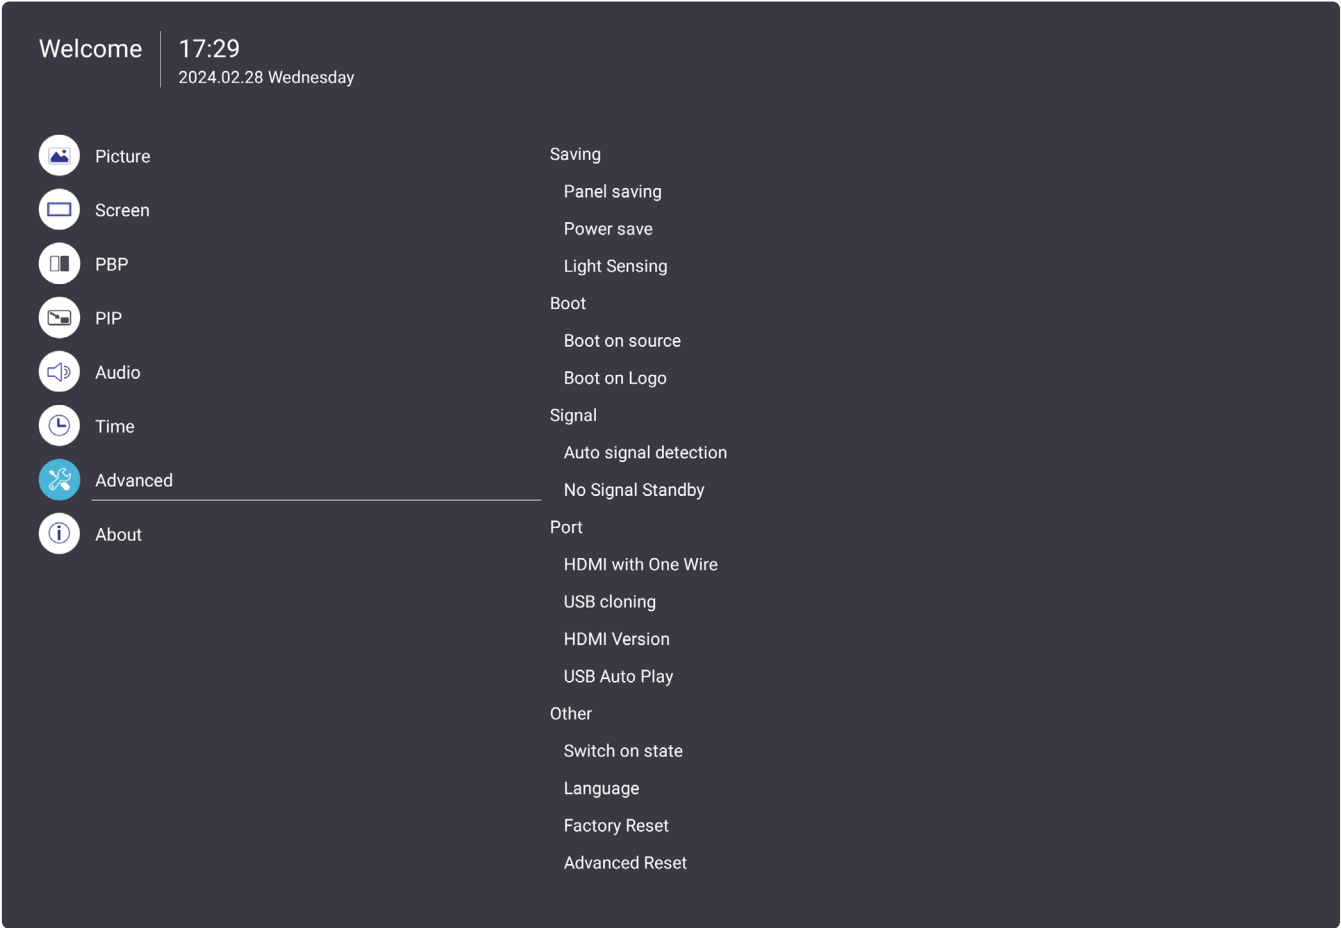 Welcome
17:29
2024.02.28 Wednesday
Picture
Screen
PBP
PIP
Audio
Time
Advanced
About
Saving
Panel saving
Power save
Light Sensing
Boot
Boot on source
Boot on Logo
Signal
Auto signal detection
No Signal Standby
Port
HDMI with One Wire
USB cloning
HDMI Version
USB Auto Play
Other
Switch on state
Language
Factory Reset
Advanced Reset